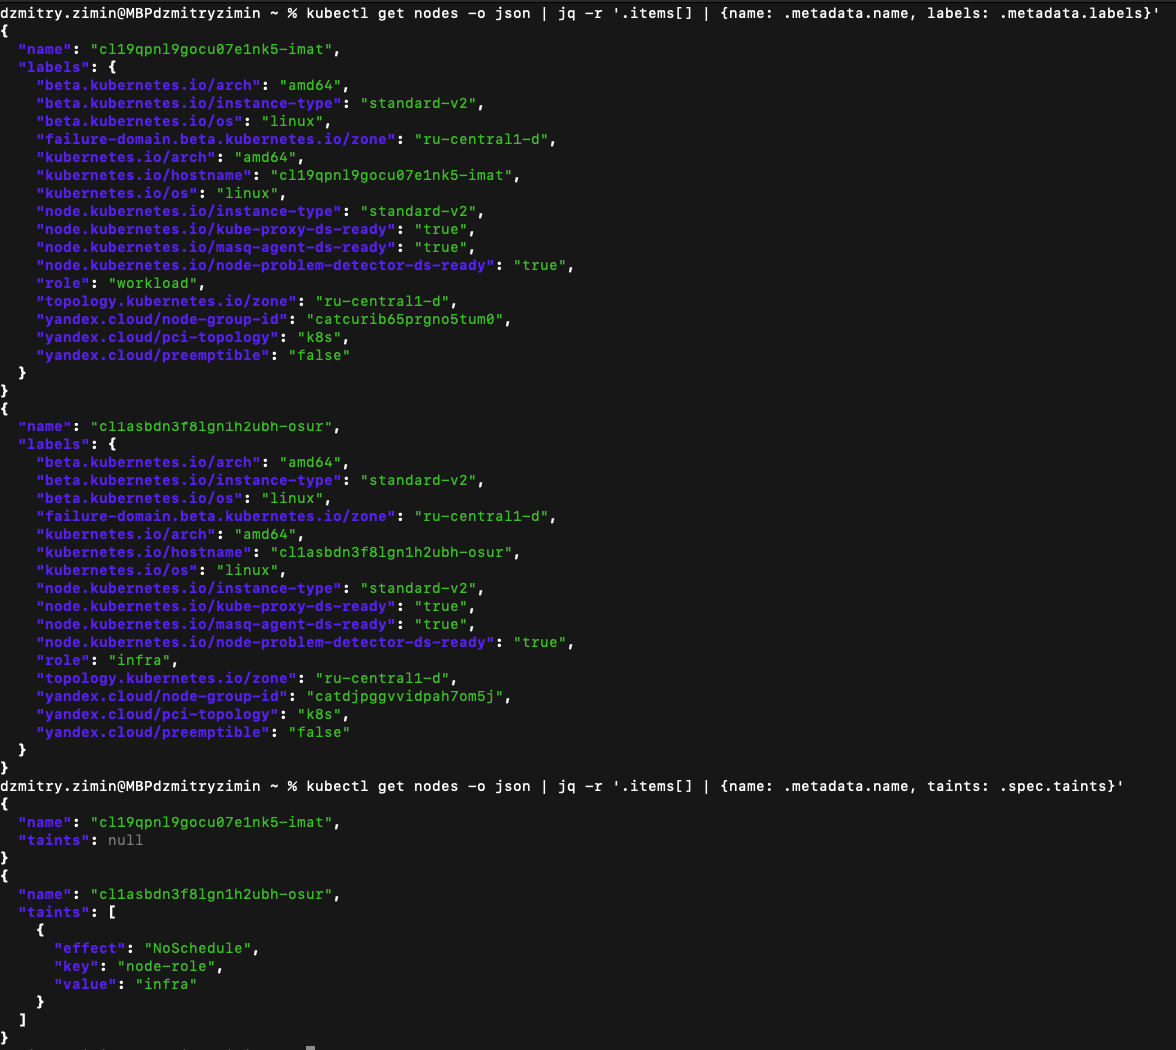 dzmitry.zimin@MBPdzmitryzimin ~ % kubectl get nodes -o json | jq -r '.items[] | {name: .metadata.name, labels: .metadata.labels}'
{
  "name": "cl19qpnl9gocu07e1nk5-imat",
  "labels": {
    "beta.kubernetes.io/arch": "amd64",
    "beta.kubernetes.io/instance-type": "standard-v2",
    "beta.kubernetes.io/os": "linux",
    "failure-domain.beta.kubernetes.io/zone": "ru-central1-d",
    "kubernetes.io/arch": "amd64",
    "kubernetes.io/hostname": "cl19qpnl9gocu07e1nk5-imat",
    "kubernetes.io/os": "linux",
    "node.kubernetes.io/instance-type": "standard-v2",
    "node.kubernetes.io/kube-proxy-ds-ready": "true",
    "node.kubernetes.io/masq-agent-ds-ready": "true",
    "node.kubernetes.io/node-problem-detector-ds-ready": "true",
    "role": "workload",
    "topology.kubernetes.io/zone": "ru-central1-d",
    "yandex.cloud/node-group-id": "catcurib65prgno5tum0",
    "yandex.cloud/pci-topology": "k8s",
    "yandex.cloud/preemptible": "false"
  }
}
{
  "name": "cl1asbdn3f8lgn1h2ubh-osur",
  "labels": {
    "beta.kubernetes.io/arch": "amd64",
    "beta.kubernetes.io/instance-type": "standard-v2",
    "beta.kubernetes.io/os": "linux",
    "failure-domain.beta.kubernetes.io/zone": "ru-central1-d",
    "kubernetes.io/arch": "amd64",
    "kubernetes.io/hostname": "cl1asbdn3f8lgn1h2ubh-osur",
    "kubernetes.io/os": "linux",
    "node.kubernetes.io/instance-type": "standard-v2",
    "node.kubernetes.io/kube-proxy-ds-ready": "true",
    "node.kubernetes.io/masq-agent-ds-ready": "true",
    "node.kubernetes.io/node-problem-detector-ds-ready": "true",
    "role": "infra",
    "topology.kubernetes.io/zone": "ru-central1-d",
    "yandex.cloud/node-group-id": "catdjpggvvidpah7om5j",
    "yandex.cloud/pci-topology": "k8s",
    "yandex.cloud/preemptible": "false"
  }
}
dzmitry.zimin@MBPdzmitryzimin ~ % kubectl get nodes -o json | jq -r '.items[] | {name: .metadata.name, taints: .spec.taints}'
{
  "name": "cl19qpnl9gocu07e1nk5-imat",
  "taints": null
}
{
  "name": "cl1asbdn3f8lgn1h2ubh-osur",
  "taints": [
    {
      "effect": "NoSchedule",
      "key": "node-role",
      "value": "infra"
    }
  ]
}